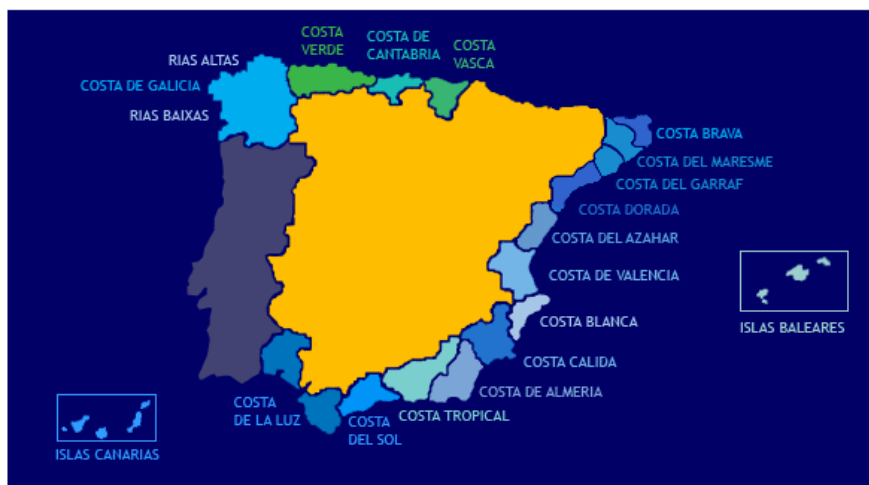 COSTA
VERDE
COSTA DE
CANTABRIA
COSTA
VASCA
RIAS ALTAS
COSTA DE GALICIA
RIAS BAIXAS
COSTA BRAVA
COSTA DEL MARESME
COSTA DEL GARRAF
COSTA DORADA
COSTA DEL AZAHAR
COSTA DE VALENCIA
COSTA BLANCA
ISLAS BALEARES
COSTA CALIDA
COSTA DE ALMERIA
COSTA TROPICAL
COSTA
DE LA LUZ
COSTA
DEL SOL
ISLAS CANARIAS